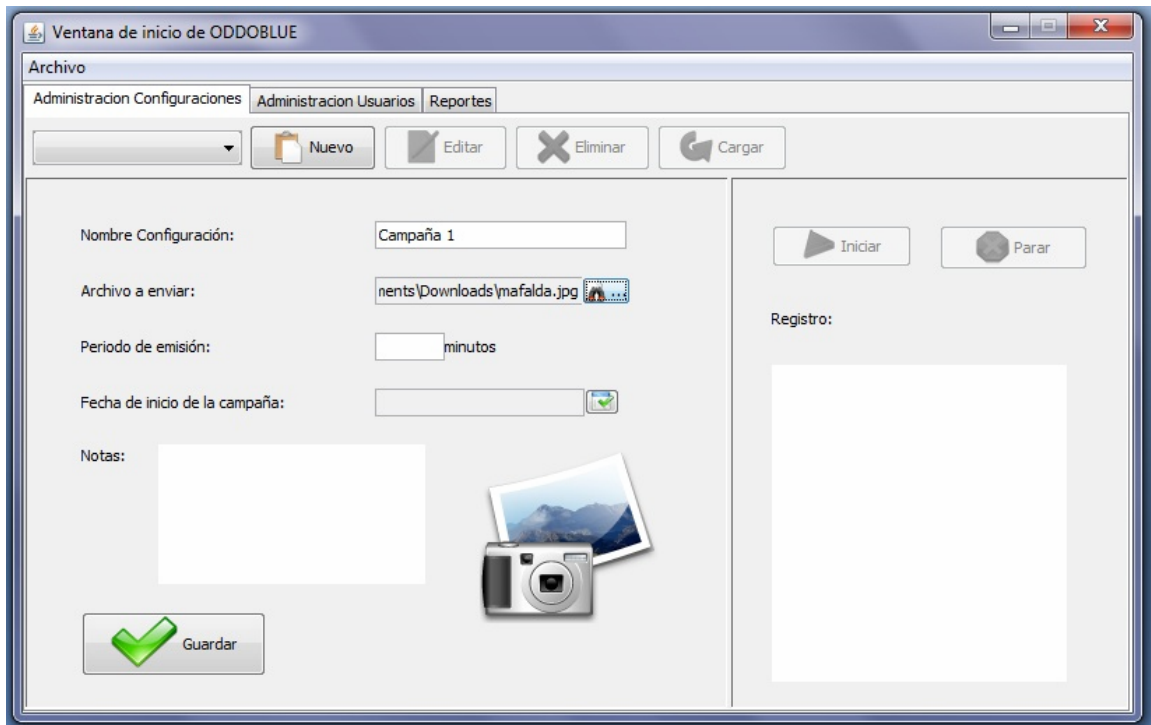 Ventana de inicio de ODDOBLUE
Archivo
Administracion Configuraciones Administracion Usuarios Reportes
Nuevo Editar Eliminar Cargar
Nombre Configuración: Campaña 1
Iniciar Parar
Archivo a enviar: nents\Downloads\mafalda.jpg ...
Registro:
Periodo de emisión: minutos
Fecha de inicio de la campaña:
Notas:
Guardar